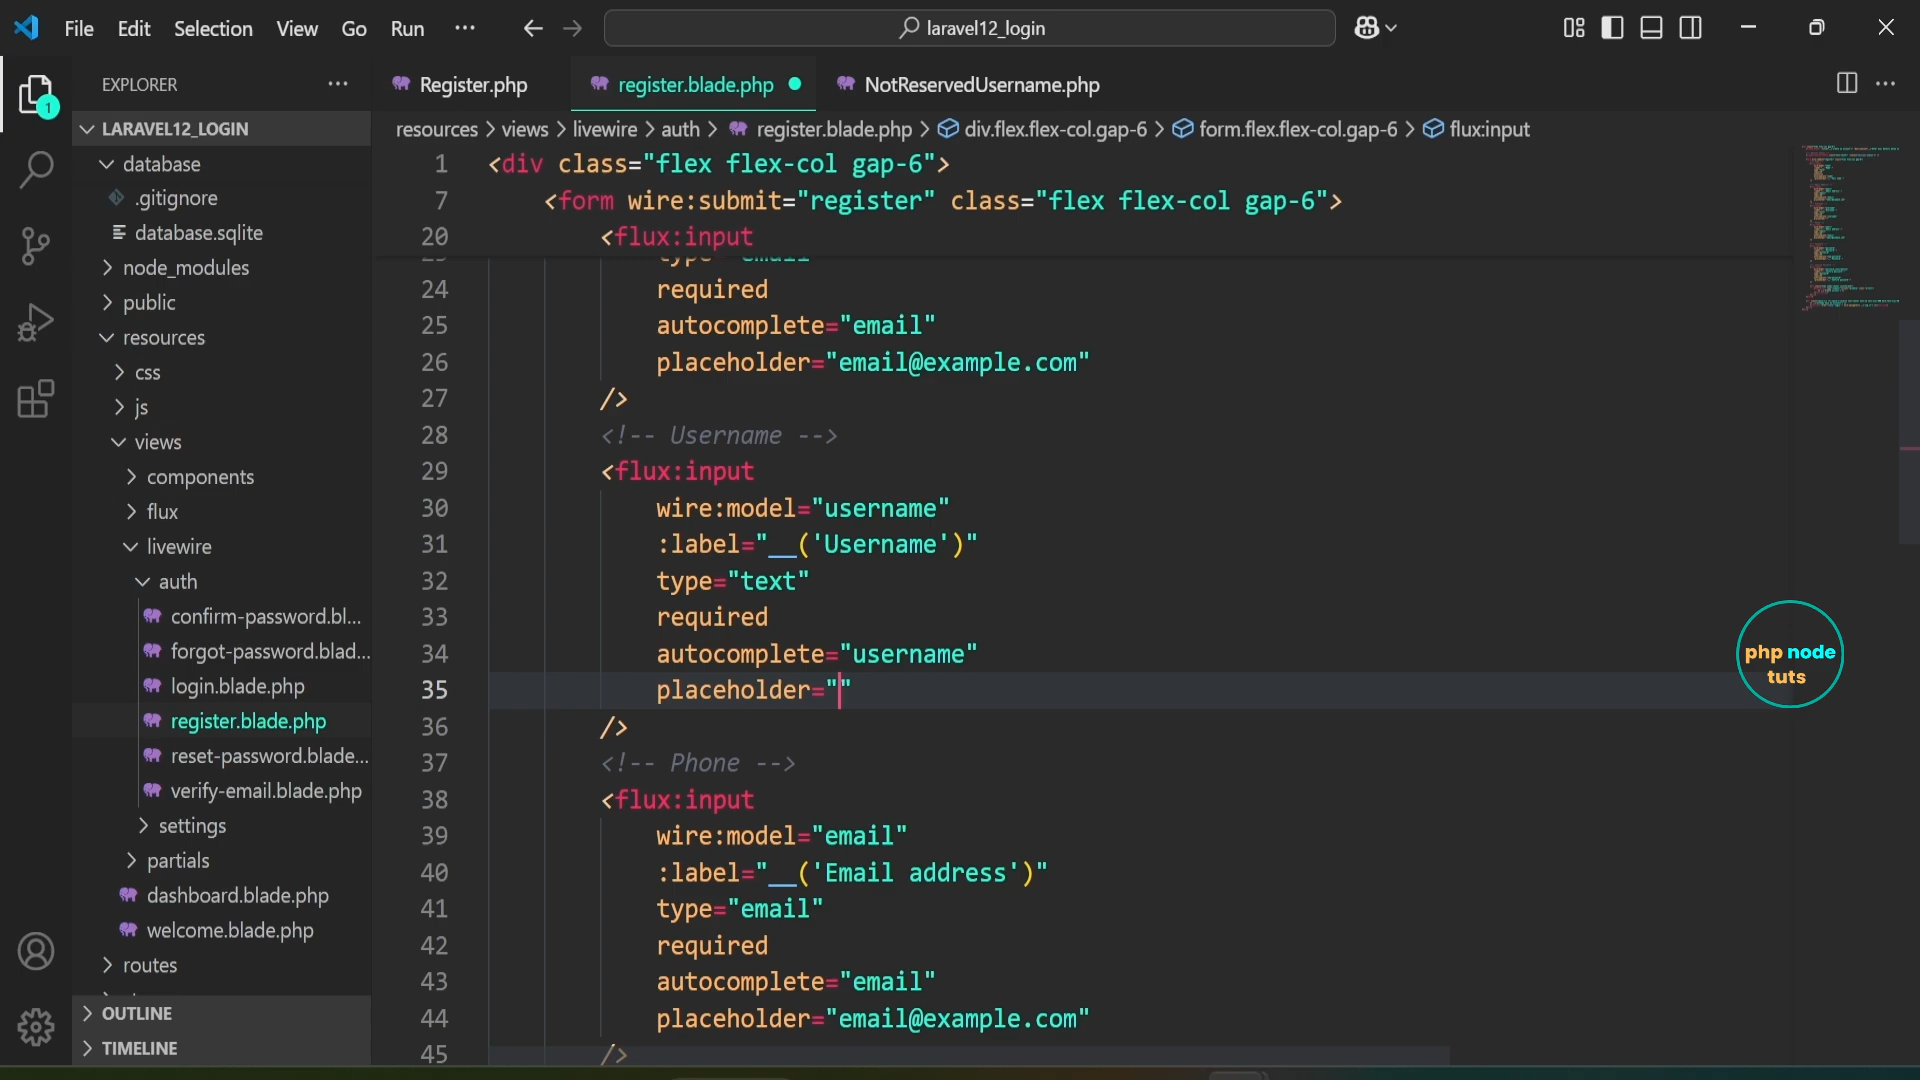 File Edit Selection View Go Run ··· laravel12_login
EXPLORER ···
1
LARAVEL12_LOGIN
database
.gitignore
database.sqlite
node_modules
public
resources
css
js
views
components
flux
livewire
auth
confirm-password.bl...
forgot-password.blad...
login.blade.php
register.blade.php
reset-password.blade...
verify-email.blade.php
settings
partials
dashboard.blade.php
welcome.blade.php
routes
OUTLINE
TIMELINE
Register.php register.blade.php NotReservedUsername.php
resources > views > livewire > auth > register.blade.php > div.flex.flex-col.gap-6 > form.flex.flex-col.gap-6 > flux:input
1 <div class="flex flex-col gap-6">
7 <form wire:submit="register" class="flex flex-col gap-6">
20 <flux:input
24 required
25 autocomplete="email"
26 placeholder="email@example.com"
27 />
28 <!-- Username -->
29 <flux:input
30 wire:model="username"
31 :label="__('Username')"
32 type="text"
33 required
34 autocomplete="username"
35 placeholder=""
36 />
37 <!-- Phone -->
38 <flux:input
39 wire:model="email"
40 :label="__('Email address')"
41 type="email"
42 required
43 autocomplete="email"
44 placeholder="email@example.com"
45 />
php node
tuts